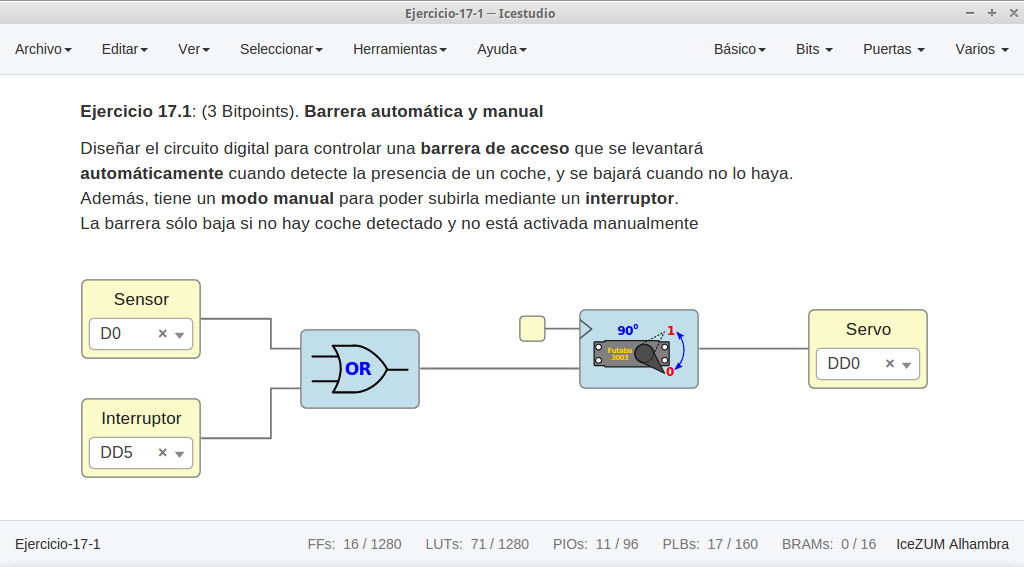 Ejercicio-17-1 ─ Icestudio
Archivo Editar Ver Seleccionar Herramientas Ayuda Básico Bits Puertas Varios
Ejercicio 17.1: (3 Bitpoints). Barrera automática y manual
Diseñar el circuito digital para controlar una barrera de acceso que se levantará
automáticamente cuando detecte la presencia de un coche, y se bajará cuando no lo haya.
Además, tiene un modo manual para poder subirla mediante un interruptor.
La barrera sólo baja si no hay coche detectado y no está activada manualmente
Sensor
D0 ×
Interruptor
DD5 ×
OR
90⁰
1
Futaba
3003
0
Servo
DD0 ×
Ejercicio-17-1 FFs: 16 / 1280 LUTs: 71 / 1280 PIOs: 11 / 96 PLBs: 17 / 160 BRAMs: 0 / 16 IceZUM Alhambra